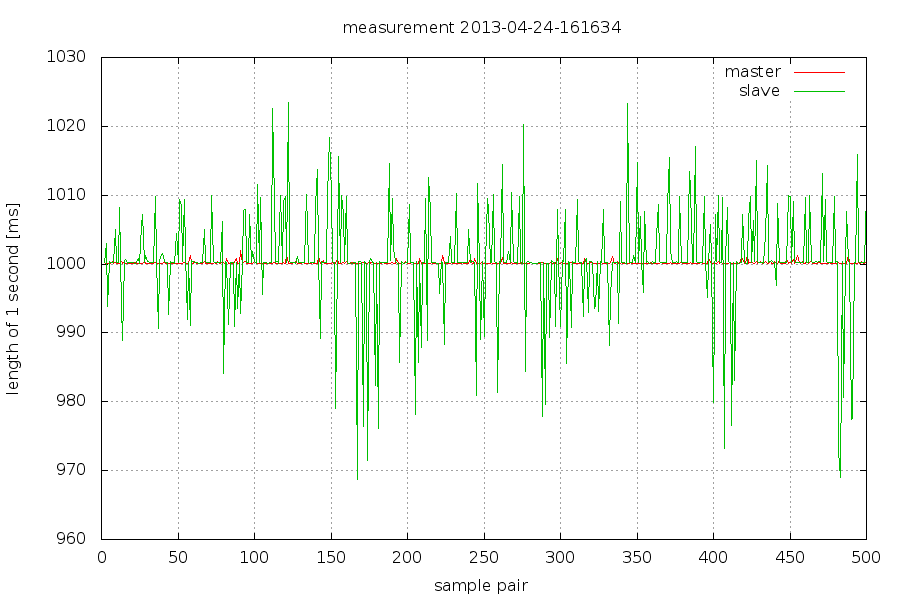 measurement 2013-04-24-161634
master
slave
1030
1020
1010
1000
990
980
970
960
length of 1 second [ms]
0 50 100 150 200 250 300 350 400 450 500
sample pair